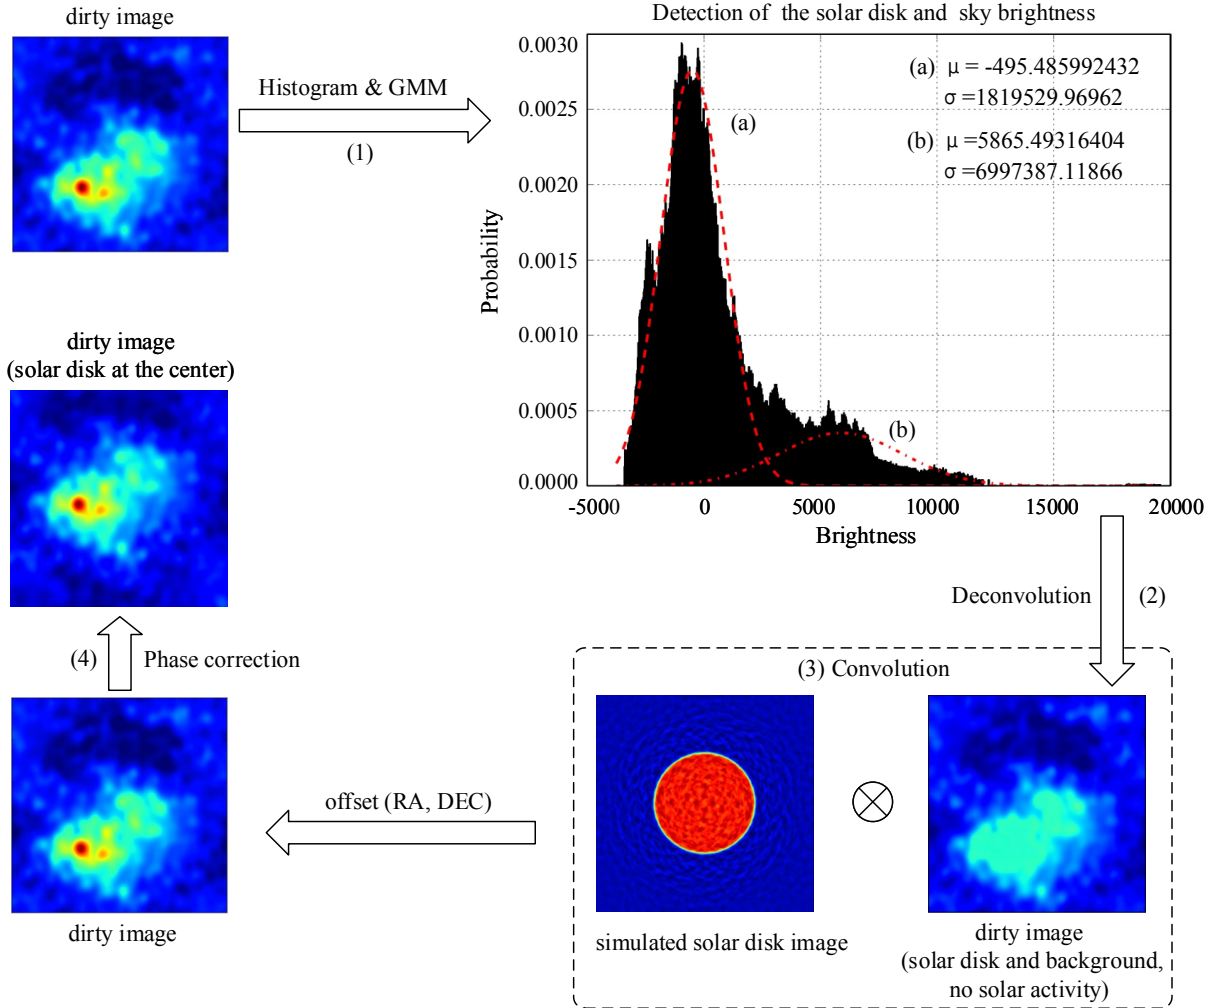 dirty image
Histogram & GMM
(1)
Detection of the solar disk and sky brightness
0.0030
0.0025
0.0020
0.0015
0.0010
0.0005
0.0000
Probability
-5000 0 5000 10000 15000 20000
Brightness
(a) μ = -495.485992432
σ =1819529.96962
(b) μ =5865.49316404
σ =6997387.11866
(a)
(b)
Deconvolution (2)
(3) Convolution
simulated solar disk image
dirty image
(solar disk and background,
no solar activity)
offset (RA, DEC)
dirty image
(4) Phase correction
dirty image
(solar disk at the center)